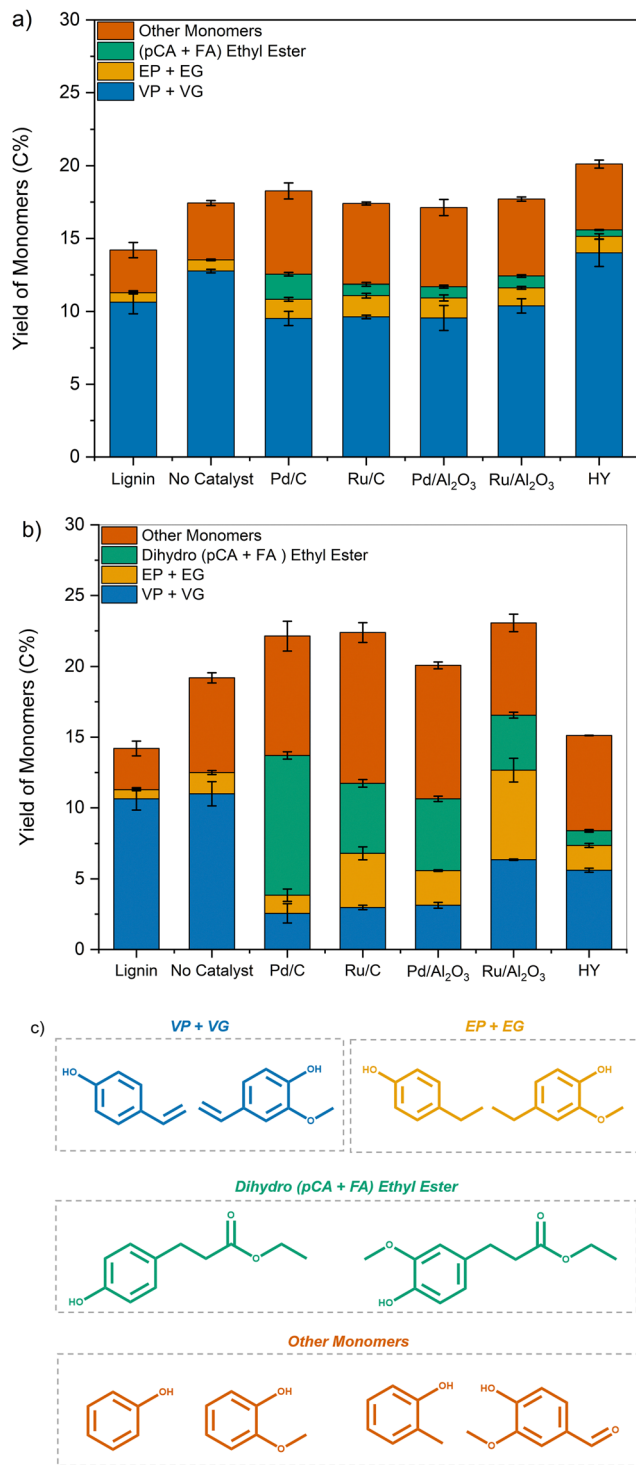 a)
30
25
20
15
10
5
0
Yield of Monomers (C%)
Other Monomers
(pCA + FA) Ethyl Ester
EP + EG
VP + VG
Lignin No Catalyst Pd/C Ru/C Pd/Al₂O₃ Ru/Al₂O₃ HY
b)
30
25
20
15
10
5
0
Yield of Monomers (C%)
Other Monomers
Dihydro (pCA + FA ) Ethyl Ester
EP + EG
VP + VG
Lignin No Catalyst Pd/C Ru/C Pd/Al₂O₃ Ru/Al₂O₃ HY
c)
VP + VG
EP + EG
HO
OH
O
HO
OH
O
Dihydro (pCA + FA) Ethyl Ester
O
O
HO
O
O
O
HO
Other Monomers
OH
OH
O
OH
HO
O
O